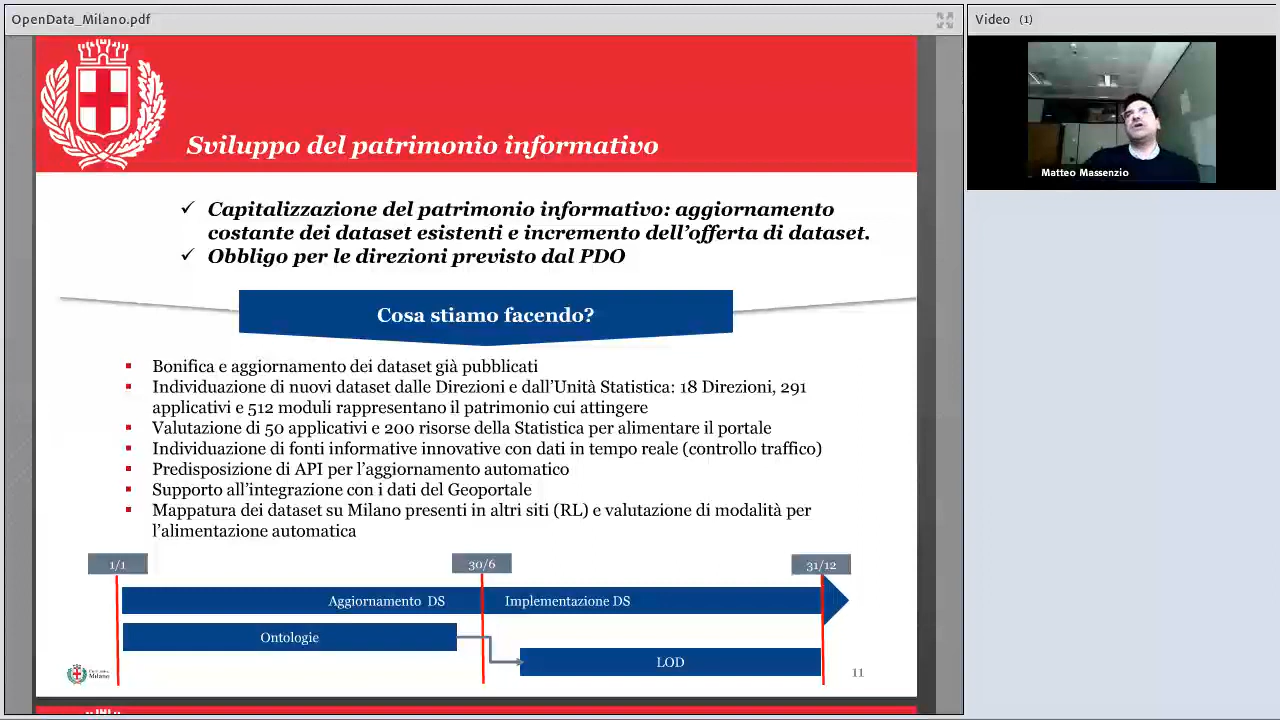 OpenData_Milano.pdf
Video (1)
Matteo Massenzio
Sviluppo del patrimonio informativo
✓ Capitalizzazione del patrimonio informativo: aggiornamento
costante dei dataset esistenti e incremento dell’offerta di dataset.
✓ Obbligo per le direzioni previsto dal PDO
Cosa stiamo facendo?
▪ Bonifica e aggiornamento dei dataset già pubblicati
▪ Individuazione di nuovi dataset dalle Direzioni e dall’Unità Statistica: 18 Direzioni, 291
applicativi e 512 moduli rappresentano il patrimonio cui attingere
▪ Valutazione di 50 applicativi e 200 risorse della Statistica per alimentare il portale
▪ Individuazione di fonti informative innovative con dati in tempo reale (controllo traffico)
▪ Predisposizione di API per l’aggiornamento automatico
▪ Supporto all’integrazione con i dati del Geoportale
▪ Mappatura dei dataset su Milano presenti in altri siti (RL) e valutazione di modalità per
l’alimentazione automatica
1/1
30/6
31/12
Aggiornamento DS
Implementazione DS
Ontologie
LOD
Milano
11